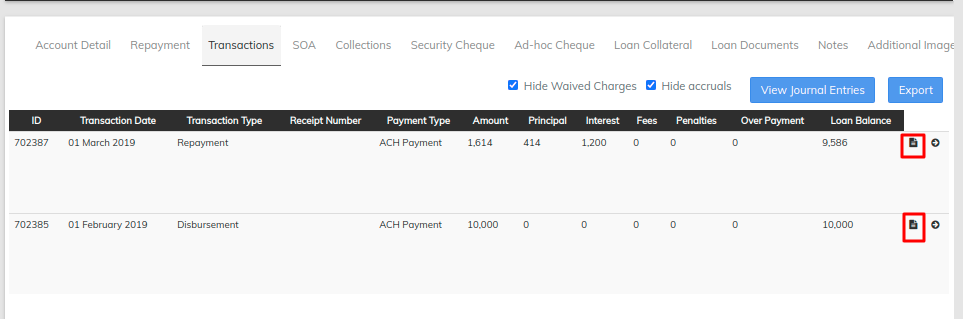 Account Detail Repayment Transactions SOA Collections Security Cheque Ad-hoc Cheque Loan Collateral Loan Documents Notes Additional Image
Hide Waived Charges Hide accruals View Journal Entries Export
ID Transaction Date Transaction Type Receipt Number Payment Type Amount Principal Interest Fees Penalties Over Payment Loan Balance
702387 01 March 2019 Repayment ACH Payment 1,614 414 1,200 0 0 0 9,586
702385 01 February 2019 Disbursement ACH Payment 10,000 0 0 0 0 0 10,000